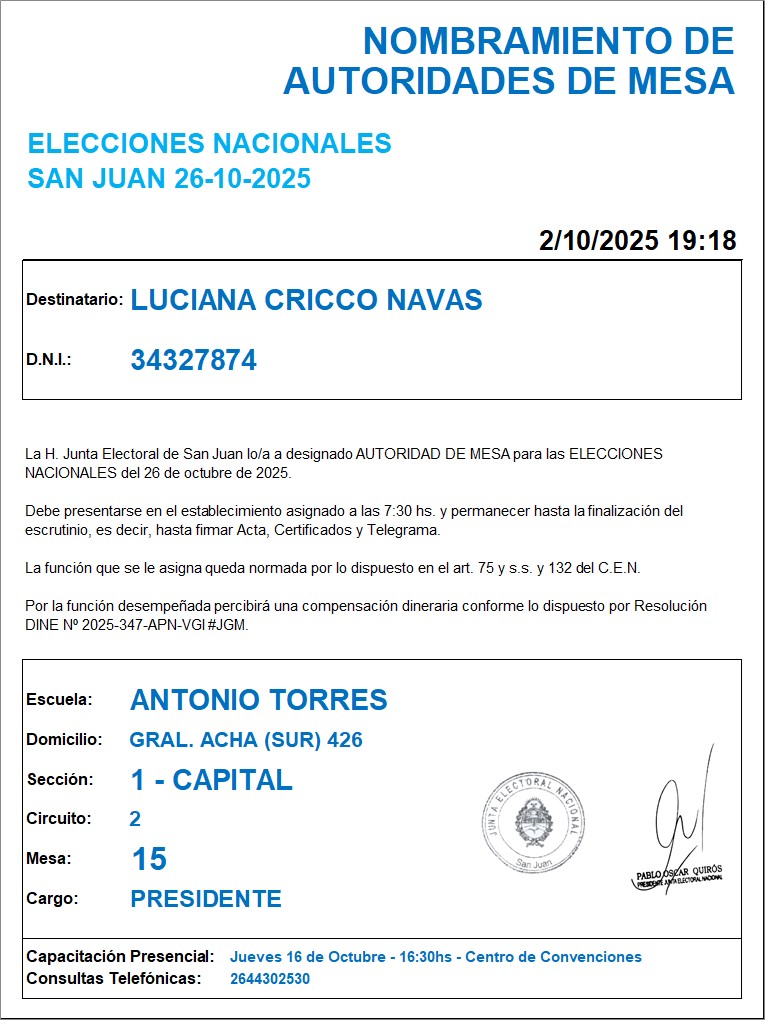 NOMBRAMIENTO DE
AUTORIDADES DE MESA
ELECCIONES NACIONALES
SAN JUAN 26-10-2025
2/10/2025 19:18
Destinatario: LUCIANA CRICCO NAVAS
D.N.I.: 34327874
La H. Junta Electoral de San Juan lo/a a designado AUTORIDAD DE MESA para las ELECCIONES
NACIONALES del 26 de octubre de 2025.
Debe presentarse en el establecimiento asignado a las 7:30 hs. y permanecer hasta la finalización del
escrutinio, es decir, hasta firmar Acta, Certificados y Telegrama.
La función que se le asigna queda normada por lo dispuesto en el art. 75 y s.s. y 132 del C.E.N.
Por la función desempeñada percibirá una compensación dineraria conforme lo dispuesto por Resolución
DINE Nº 2025-347-APN-VGI#JGM.
Escuela: ANTONIO TORRES
Domicilio: GRAL. ACHA (SUR) 426
Sección: 1 - CAPITAL
Circuito: 2
Mesa: 15
Cargo: PRESIDENTE
JUNTA ELECTORAL NACIONAL
San Juan
PABLO OSCAR QUIRÓS
PRESIDENTE JUNTA ELECTORAL NACIONAL
Capacitación Presencial: Jueves 16 de Octubre - 16:30hs - Centro de Convenciones
Consultas Telefónicas: 2644302530